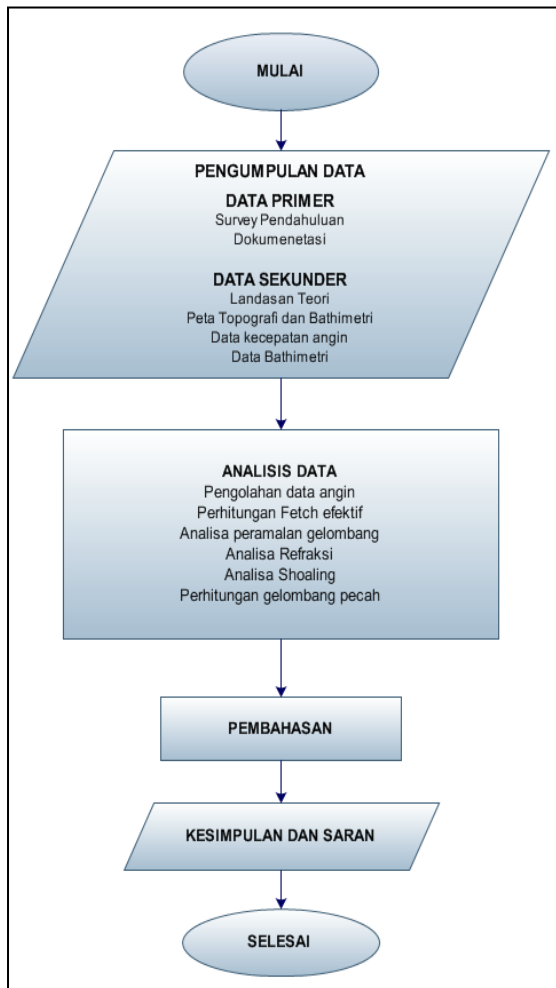 MULAI
PENGUMPULAN DATA
DATA PRIMER
Survey Pendahuluan
Dokumenetasi
DATA SEKUNDER
Landasan Teori
Peta Topografi dan Bathimetri
Data kecepatan angin
Data Bathimetri
ANALISIS DATA
Pengolahan data angin
Perhitungan Fetch efektif
Analisa peramalan gelombang
Analisa Refraksi
Analisa Shoaling
Perhitungan gelombang pecah
PEMBAHASAN
KESIMPULAN DAN SARAN
SELESAI